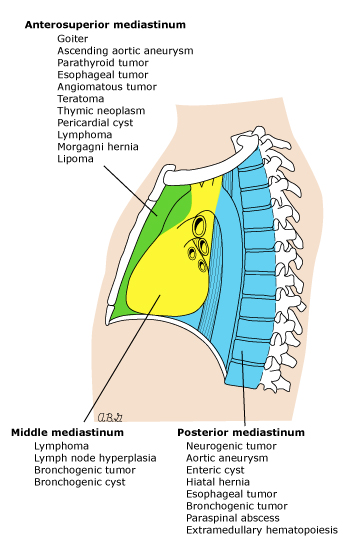 Anterosuperior mediastinum
Goiter
Ascending aortic aneurysm
Parathyroid tumor
Esophageal tumor
Angiomatous tumor
Teratoma
Thymic neoplasm
Pericardial cyst
Lymphoma
Morgagni hernia
Lipoma
Middle mediastinum
Lymphoma
Lymph node hyperplasia
Bronchogenic tumor
Bronchogenic cyst
Posterior mediastinum
Neurogenic tumor
Aortic aneurysm
Enteric cyst
Hiatal hernia
Esophageal tumor
Bronchogenic tumor
Paraspinal abscess
Extramedullary hematopoiesis